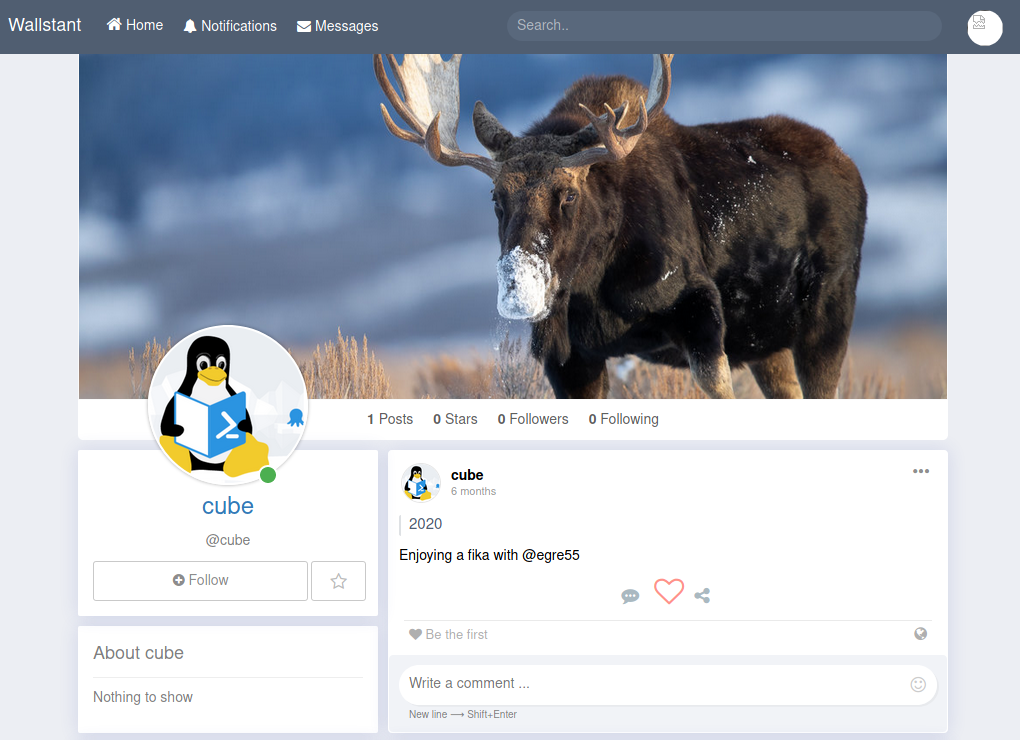 Wallstant Home Notifications Messages Search..
1 Posts 0 Stars 0 Followers 0 Following
cube
@cube
Follow
About cube
Nothing to show
cube
6 months
2020
Enjoying a fika with @egre55
Be the first
Write a comment ...
New line ⟶ Shift+Enter